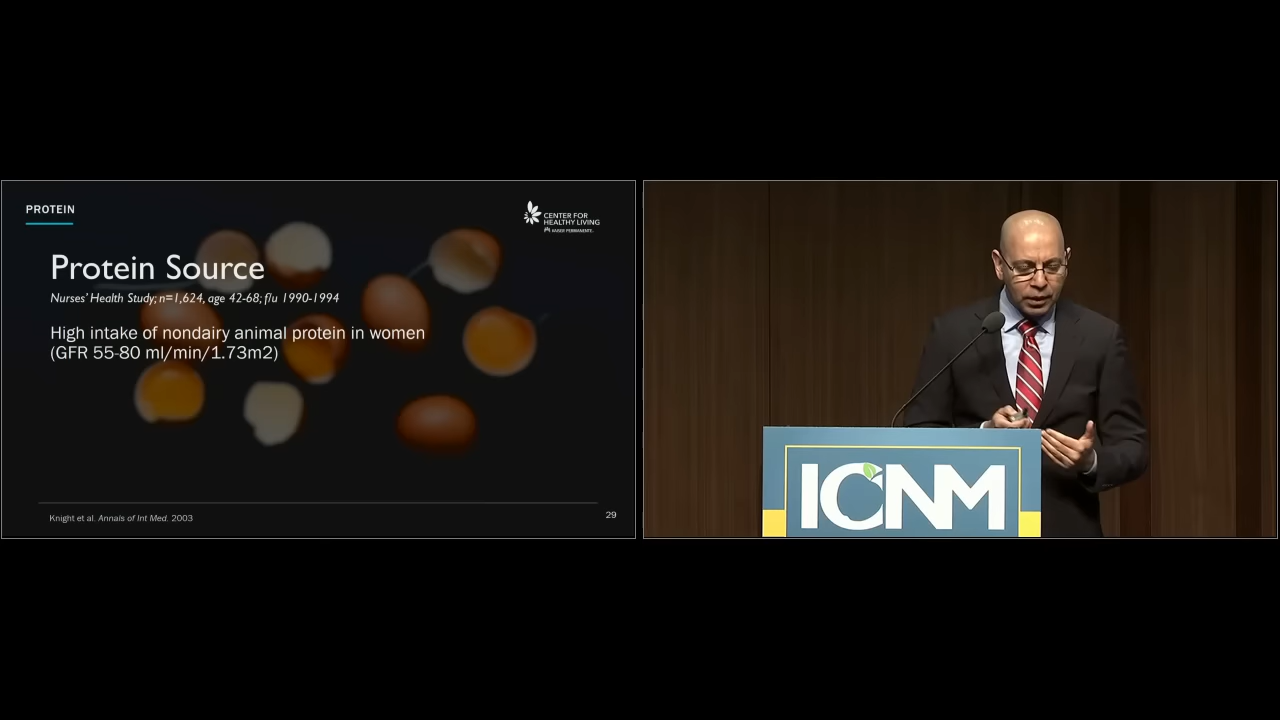 PROTEIN
CENTER FOR
HEALTHY LIVING
KAISER PERMANENTE.
Protein Source
Nurses' Health Study; n=1,624, age 42-68; f/u 1990-1994
High intake of nondairy animal protein in women
(GFR 55-80 ml/min/1.73m2)
Knight et al. Annals of Int Med. 2003
29
ICNM